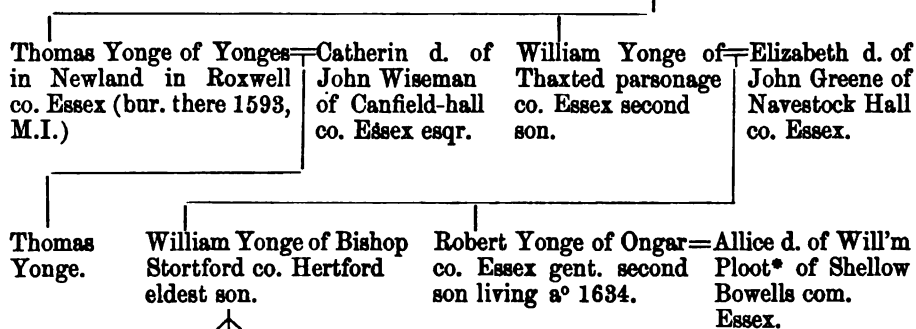 Thomas Yonge of Yonges=Catherin d. of
in Newland in Roxwell John Wiseman
co. Essex (bur. there 1593, of Canfield-hall
M.I.) co. Essex esqr.
William Yonge of=Elizabeth d. of
Thaxted parsonage John Greene of
co. Essex second Navestock Hall
son. co. Essex.
Thomas
Yonge.
William Yonge of Bishop
Stortford co. Hertford
eldest son.
Robert Yonge of Ongar=Allice d. of Will'm
co. Essex gent. second Ploot* of Shellow
son living aº 1634. Bowells com.
Essex.